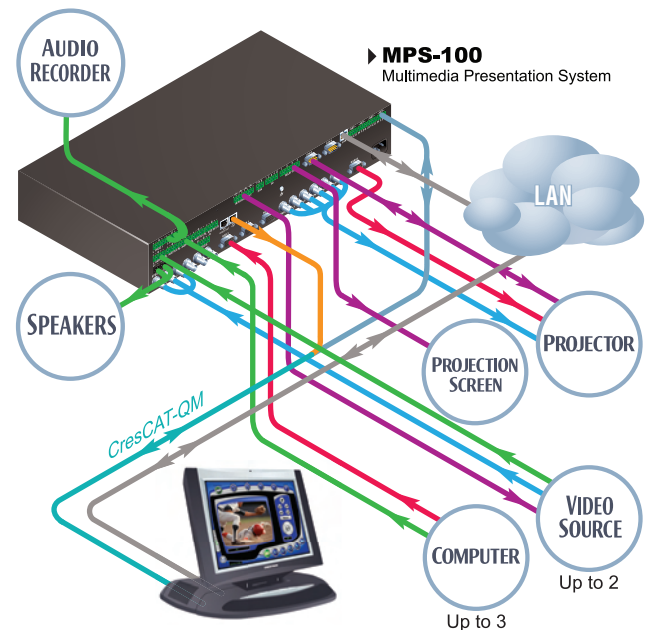 AUDIO
RECORDER
MPS-100
Multimedia Presentation System
LAN
SPEAKERS
PROJECTOR
PROJECTION
SCREEN
CresCAT-QM
VIDEO
SOURCE
Up to 2
COMPUTER
Up to 3